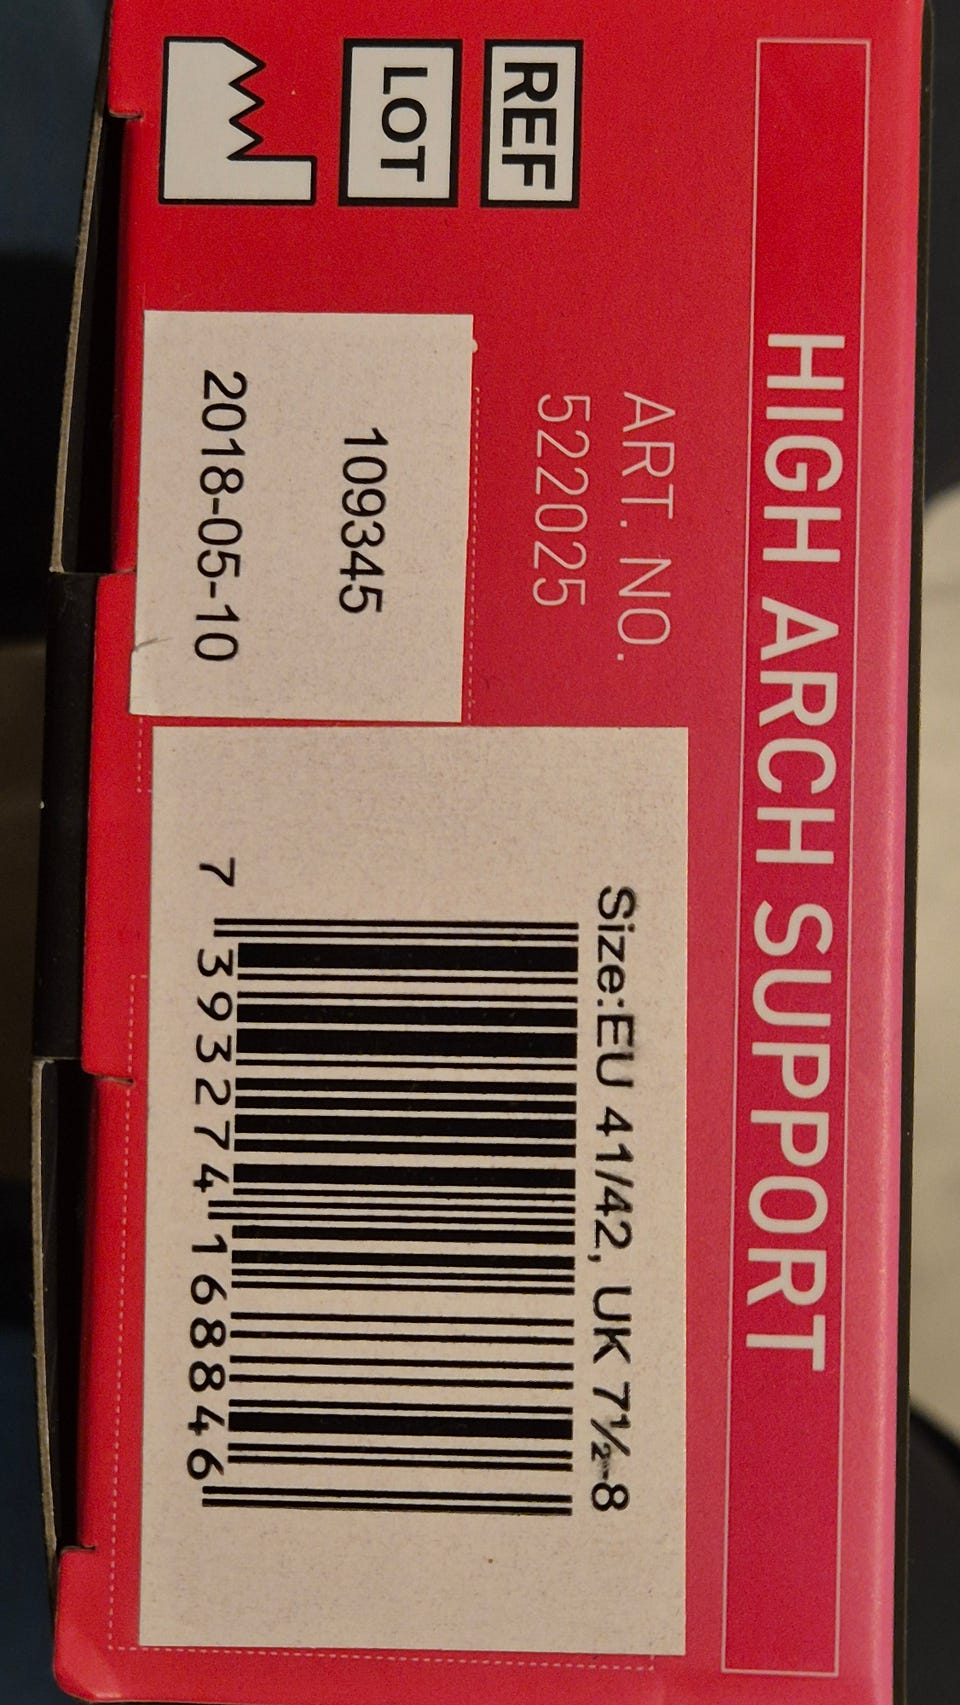 HIGH ARCH SUPPORT
REF
ART. NO.
522025
LOT
109345
2018-05-10
Size:EU 41/42, UK 7½-8
7 393274 168846